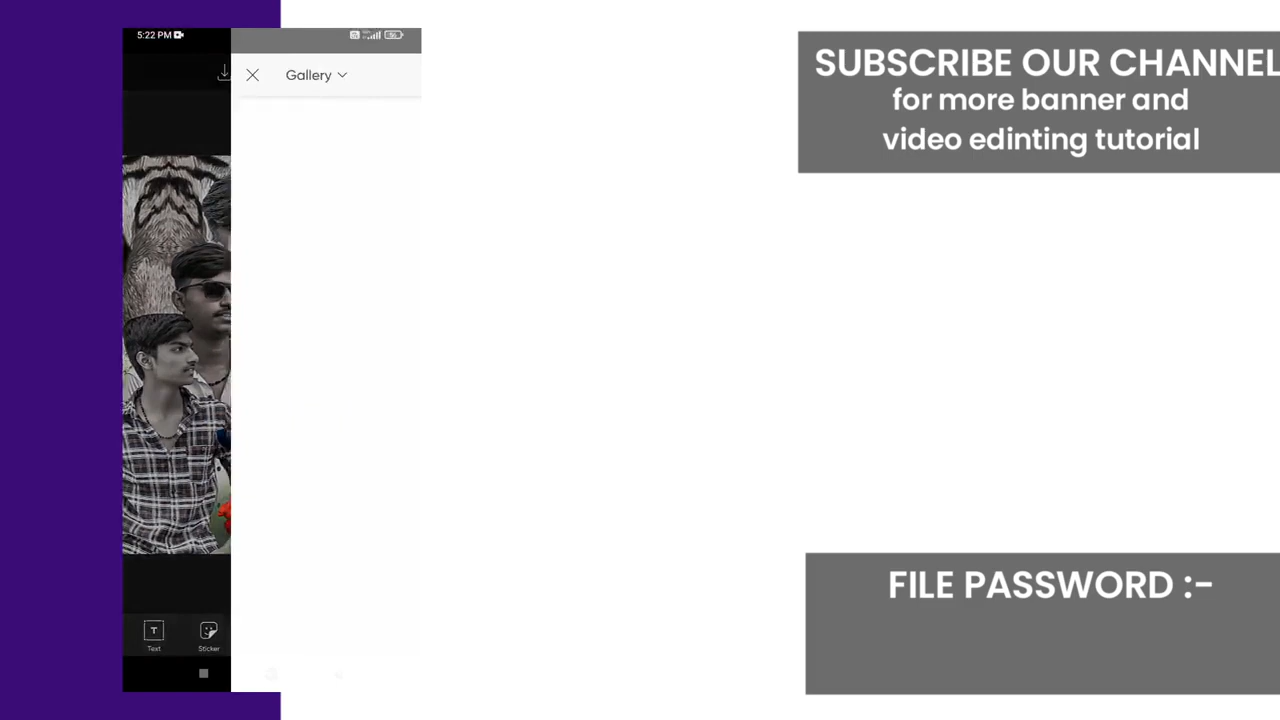 5:22 PM
Gallery
SUBSCRIBE OUR CHANNEL
for more banner and
video edinting tutorial
FILE PASSWORD :-
T
Text
Sticker